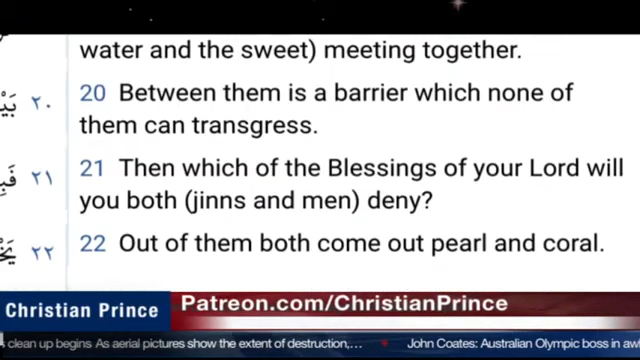 water and the sweet) meeting together.
٢٠ 20 Between them is a barrier which none of
them can transgress.
٢١ 21 Then which of the Blessings of your Lord will
you both (jinns and men) deny?
٢٢ 22 Out of them both come out pearl and coral.
Christian Prince Patreon.com/ChristianPrince
clean up begins As aerial pictures show the extent of destruction,... John Coates: Australian Olympic boss in